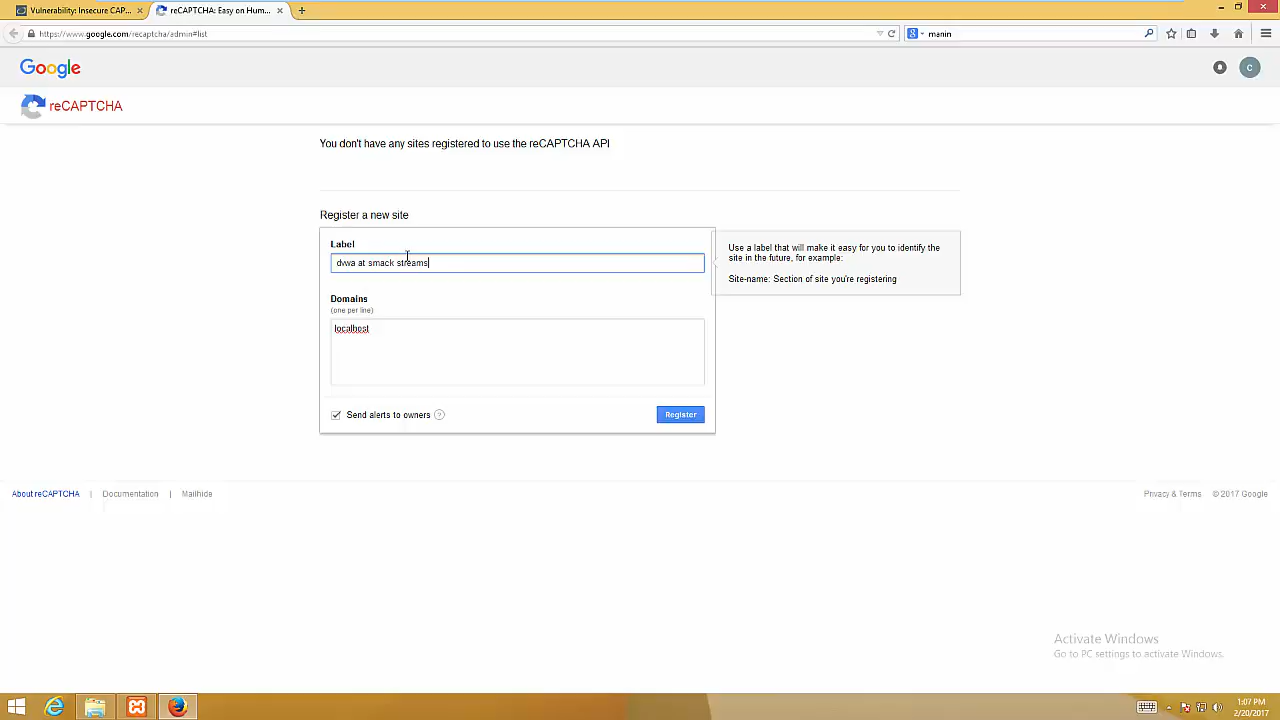 Vulnerability: Insecure CAP...
reCAPTCHA: Easy on Hum...
https://www.google.com/recaptcha/admin#list
manin
Google
C
reCAPTCHA
You don't have any sites registered to use the reCAPTCHA API
Register a new site
Label
dvwa at smack streams
Use a label that will make it easy for you to identify the
site in the future, for example:
Site-name: Section of site you're registering
Domains
(one per line)
localhost
Send alerts to owners ?
Register
About reCAPTCHA | Documentation | Mailhide
Privacy & Terms © 2017 Google
Activate Windows
Go to PC settings to activate Windows.
1:07 PM
2/20/2017